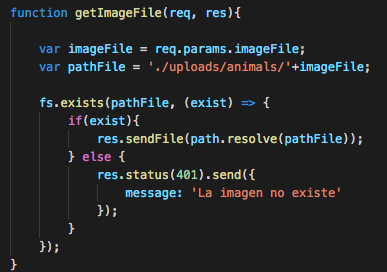 function getImageFile(req, res){
var imageFile = req.params.imageFile;
var pathFile = './uploads/animals/'+imageFile;
fs.exists(pathFile, (exist) => {
if(exist){
res.sendFile(path.resolve(pathFile));
} else {
res.status(401).send({
message: 'La imagen no existe'
});
}
});
}